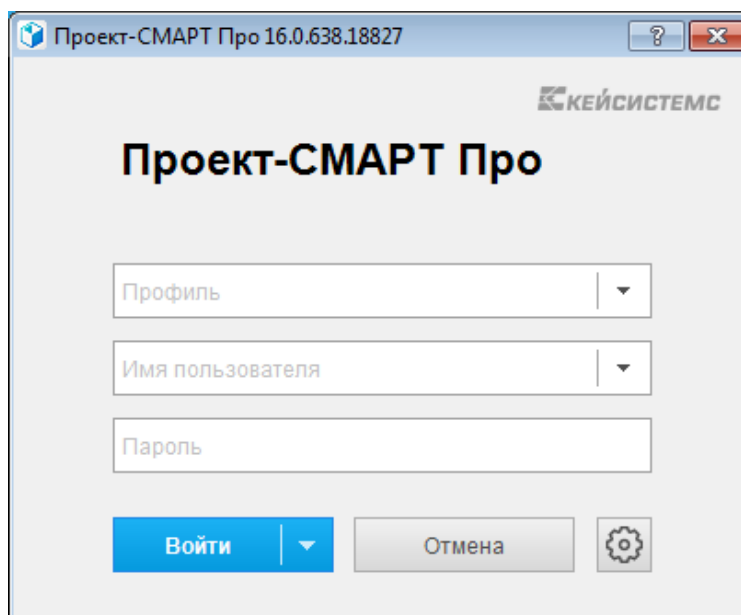 Проект-СМАРТ Про 16.0.638.18827
КЕЙСИСТЕМС
Проект-СМАРТ Про
Профиль
Имя пользователя
Пароль
Войти
Отмена